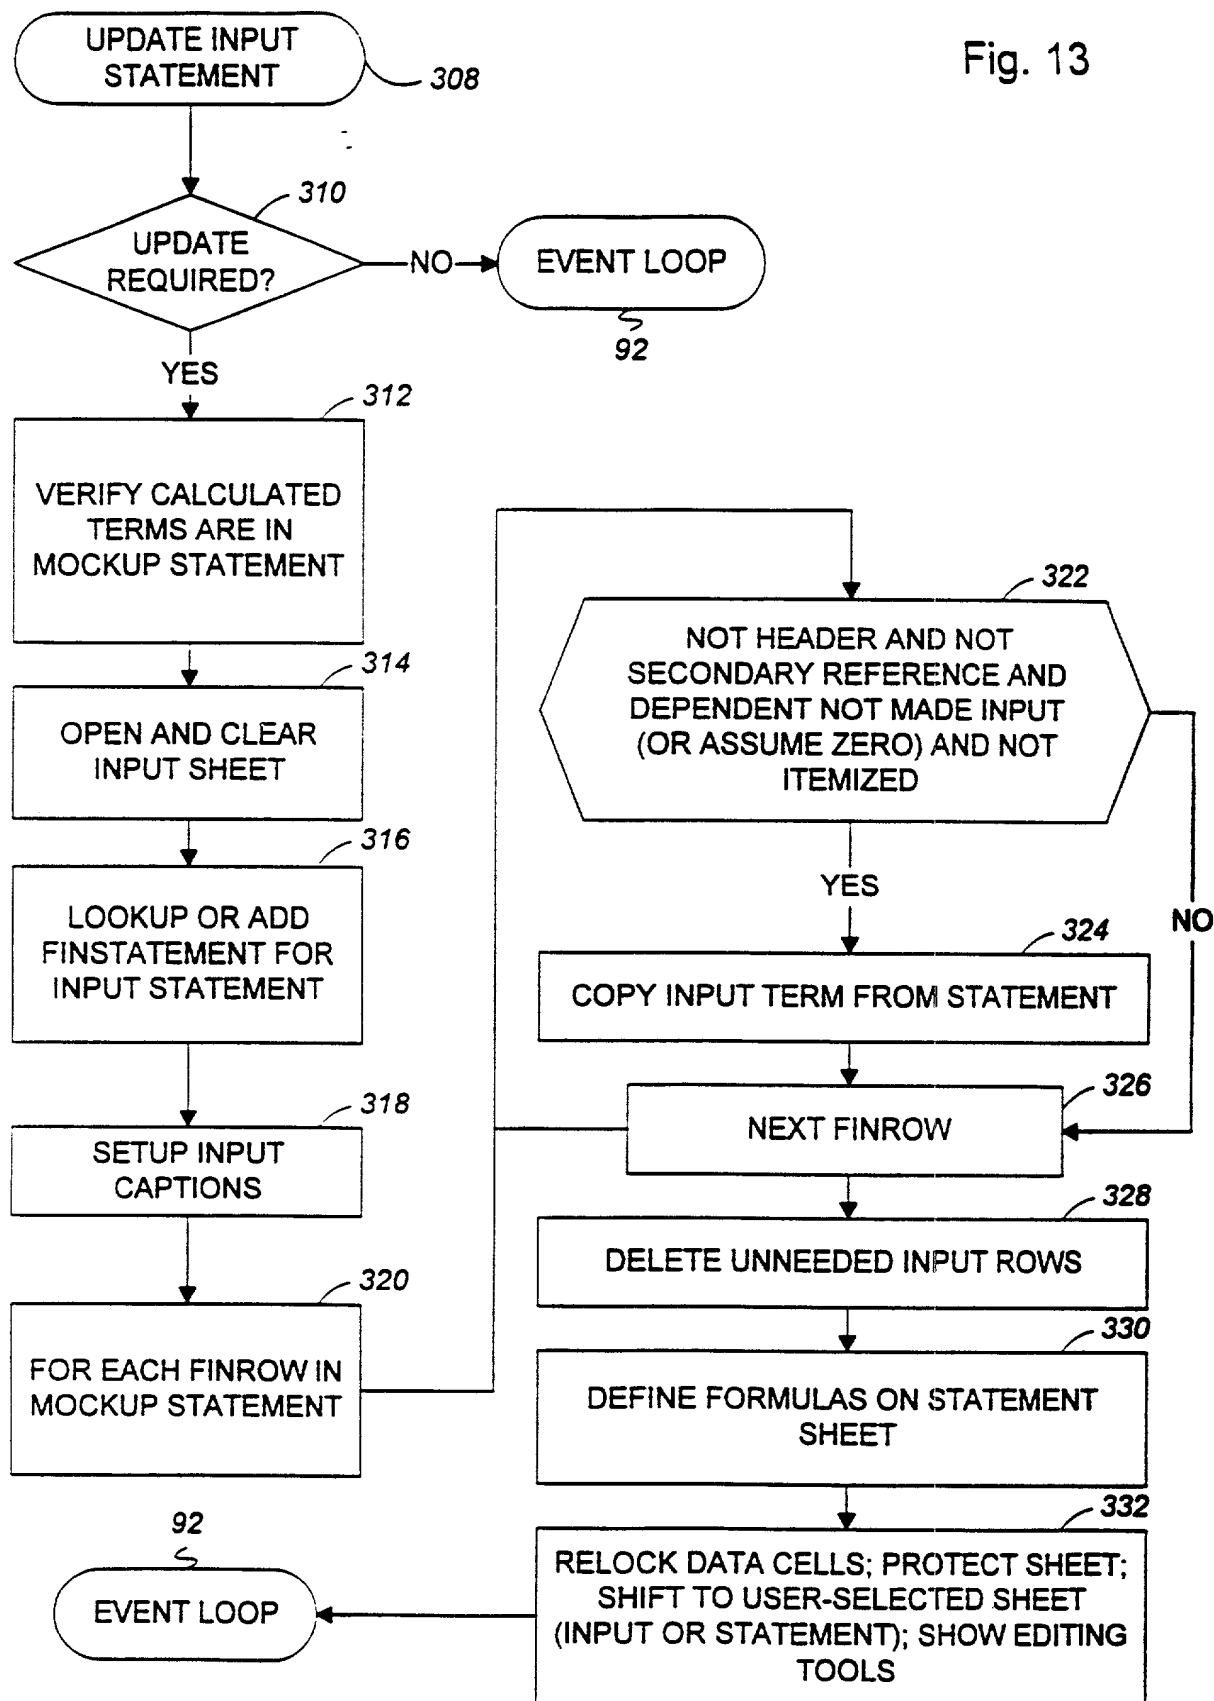 Fig. 13
UPDATE INPUT
STATEMENT
308
310
UPDATE
REQUIRED?
NO
EVENT LOOP
92
YES
312
VERIFY CALCULATED
TERMS ARE IN
MOCKUP STATEMENT
314
OPEN AND CLEAR
INPUT SHEET
316
LOOKUP OR ADD
FINSTATEMENT FOR
INPUT STATEMENT
318
SETUP INPUT
CAPTIONS
320
FOR EACH FINROW IN
MOCKUP STATEMENT
322
NOT HEADER AND NOT
SECONDARY REFERENCE AND
DEPENDENT NOT MADE INPUT
(OR ASSUME ZERO) AND NOT
ITEMIZED
YES
NO
324
COPY INPUT TERM FROM STATEMENT
326
NEXT FINROW
328
DELETE UNNEEDED INPUT ROWS
330
DEFINE FORMULAS ON STATEMENT
SHEET
332
RELOCK DATA CELLS; PROTECT SHEET;
SHIFT TO USER-SELECTED SHEET
(INPUT OR STATEMENT); SHOW EDITING
TOOLS
92
EVENT LOOP